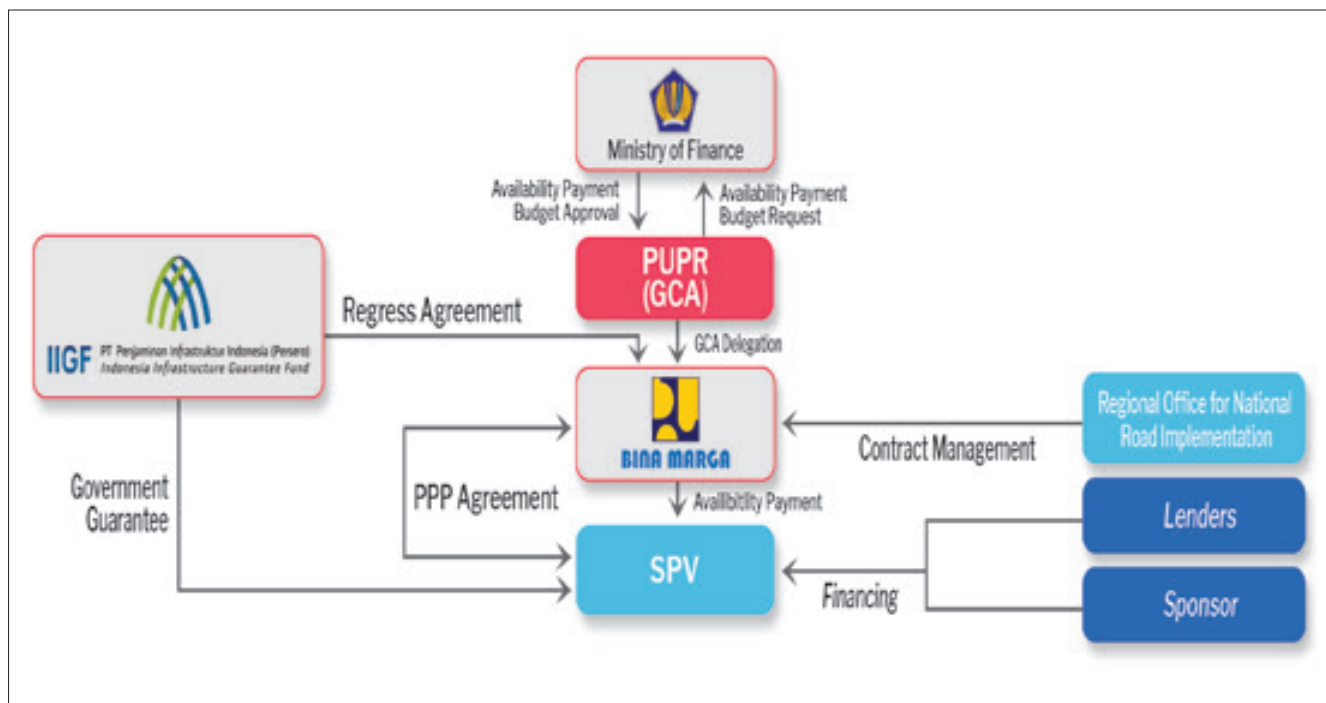 Ministry of Finance
Availability Payment
Budget Approval
Availability Payment
Budget Request
PUPR
(GCA)
IIGF PT Penjaminan Infrastruktur Indonesia (Persero)
Indonesia Infrastructure Guarantee Fund
Regress Agreement
GCA Delegation
BINA MARGA
Regional Office for National
Road Implementation
Contract Management
Government
Guarantee
PPP Agreement
Availibitlity Payment
SPV
Lenders
Financing
Sponsor